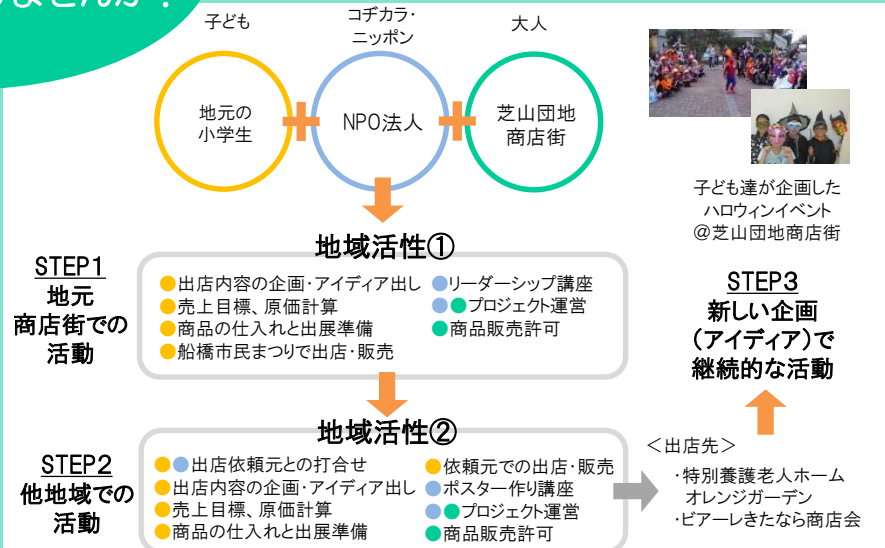 しませんか？
子ども
コヂカラ・
ニッポン
大人
地元の
小学生
NPO法人
芝山団地
商店街
子ども達が企画した
ハロウィンイベント
@芝山団地商店街
地域活性①
STEP1
地元
商店街での
活動
●出店内容の企画・アイディア出し
●売上目標、原価計算
●商品の仕入れと出展準備
●船橋市民まつりで出店・販売
●リーダーシップ講座
●●プロジェクト運営
●商品販売許可
STEP3
新しい企画
（アイディア）で
継続的な活動
地域活性②
STEP2
他地域での
活動
●●出店依頼元との打合せ
●出店内容の企画・アイディア出し
●売上目標、原価計算
●商品の仕入れと出展準備
●依頼元での出店・販売
●ポスター作り講座
●●プロジェクト運営
●商品販売許可
＜出店先＞
・特別養護老人ホーム
オレンジガーデン
・ビアーレきたなら商店会